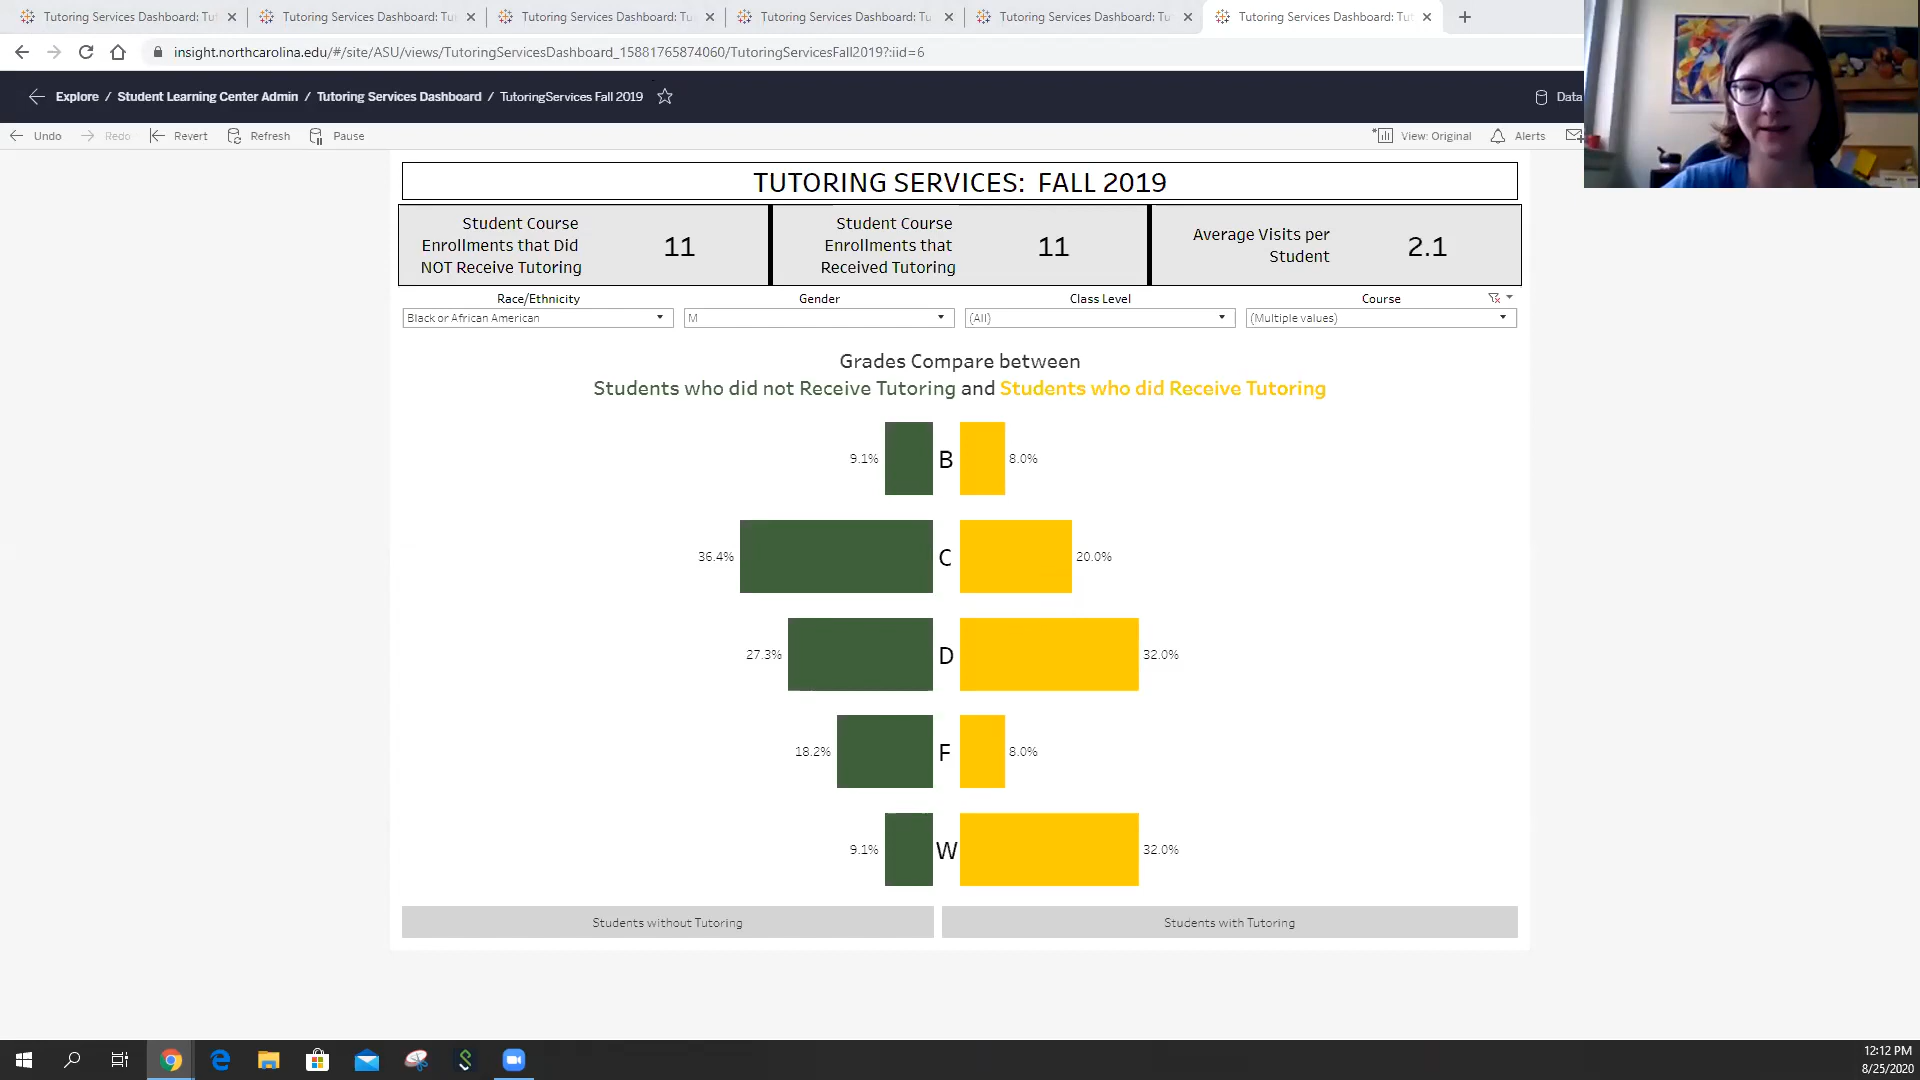 Tutoring Services Dashboard: Tu
Tutoring Services Dashboard: Tu
Tutoring Services Dashboard: Tu
Tutoring Services Dashboard: Tu
Tutoring Services Dashboard: Tu
Tutoring Services Dashboard: Tut
insight.northcarolina.edu/#/site/ASU/views/TutoringServicesDashboard_15881765874060/TutoringServicesFall2019?:iid=6
Explore / Student Learning Center Admin / Tutoring Services Dashboard / TutoringServices Fall 2019
Data
Undo Redo Revert Refresh Pause
View: Original Alerts
TUTORING SERVICES: FALL 2019
Student Course
Enrollments that Did
NOT Receive Tutoring
11
Student Course
Enrollments that
Received Tutoring
11
Average Visits per
Student
2.1
Race/Ethnicity
Gender
Class Level
Course
Black or African American
M
(All)
(Multiple values)
Grades Compare between
Students who did not Receive Tutoring and Students who did Receive Tutoring
9.1% B 8.0%
36.4% C 20.0%
27.3% D 32.0%
18.2% F 8.0%
9.1% W 32.0%
Students without Tutoring
Students with Tutoring
12:12 PM
8/25/2020